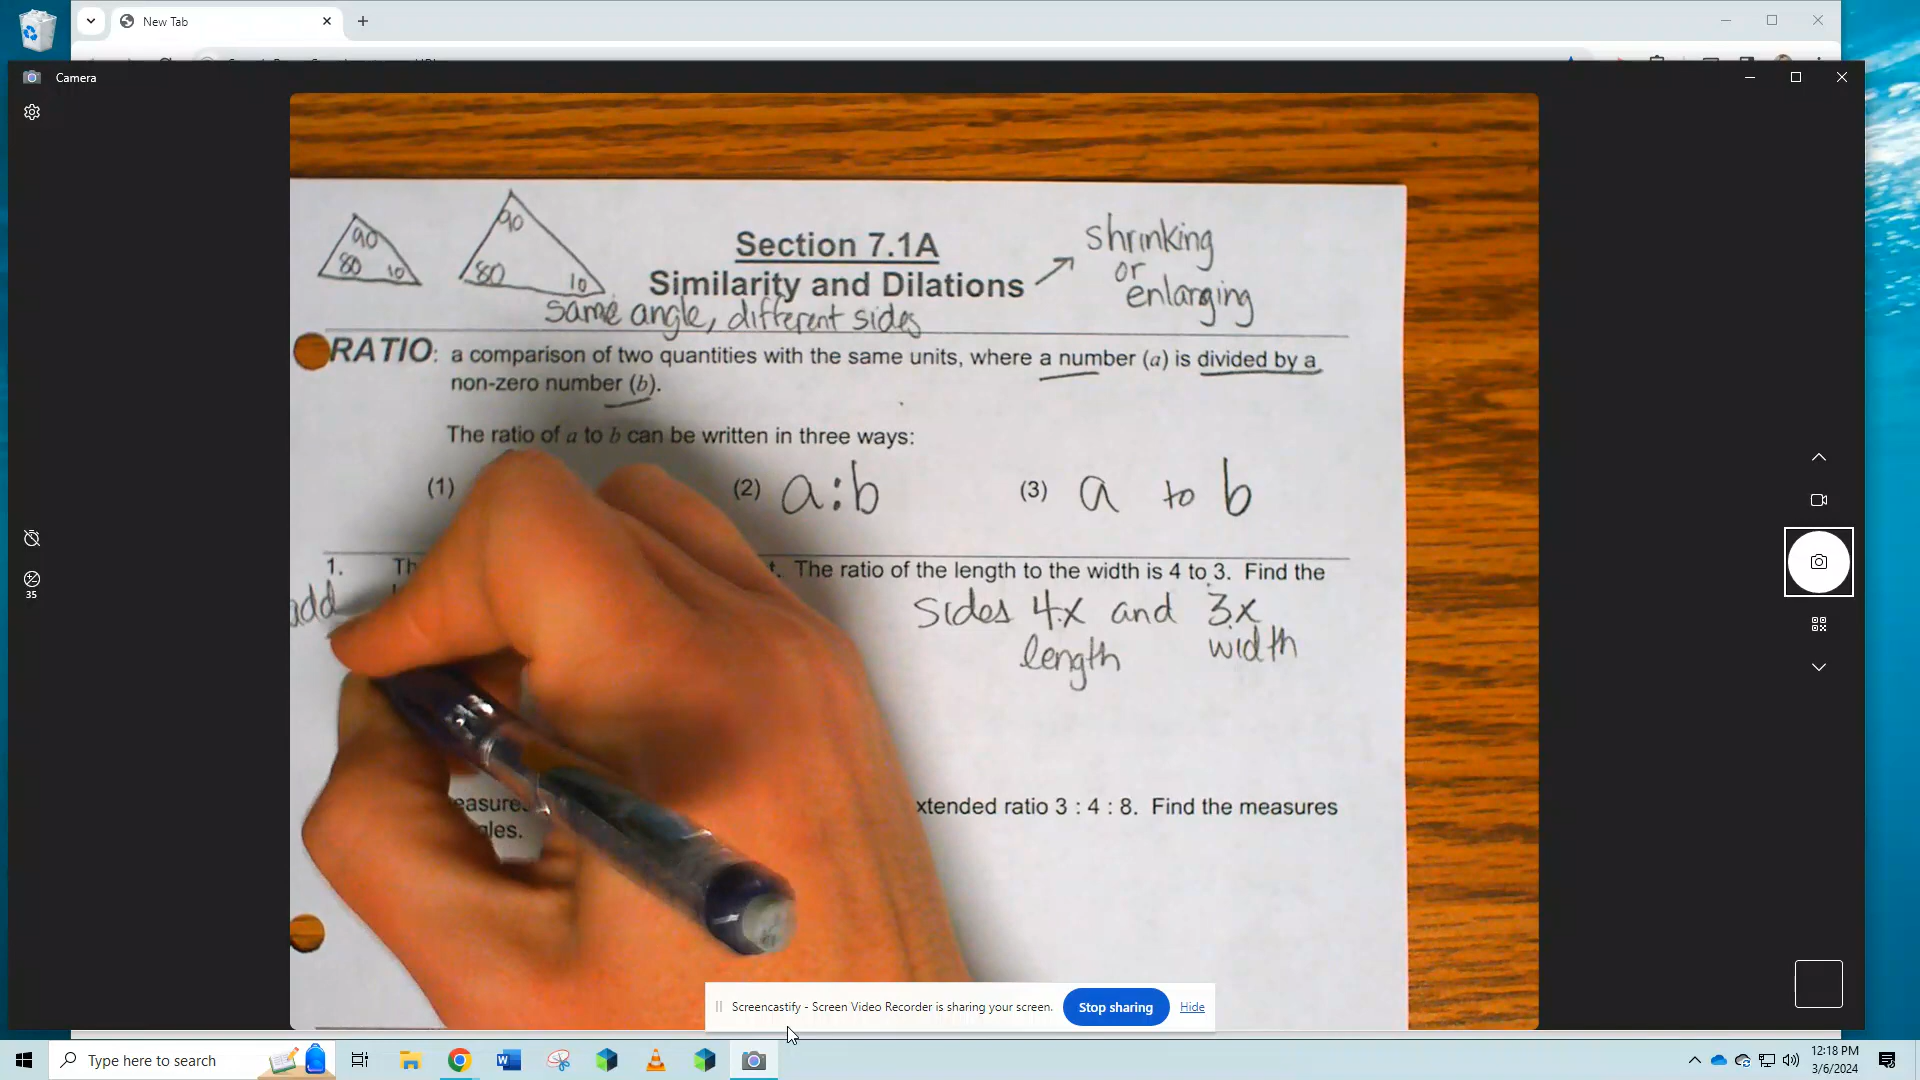 New Tab
Camera
90
80 10
90
80 10
Section 7.1A
Similarity and Dilations
shrinking
or
enlarging
same angle, different sides
RATIO: a comparison of two quantities with the same units, where a number (a) is divided by a
non-zero number (b).
The ratio of a to b can be written in three ways:
(1)
(2) a:b
(3) a to b
1. Th
t. The ratio of the length to the width is 4 to 3. Find the
add
sides 4x and 3x
length width
easures
xtended ratio 3 : 4 : 8. Find the measures
gles.
35
Screencastify - Screen Video Recorder is sharing your screen.
Stop sharing
Hide
Type here to search
12:18 PM
3/6/2024